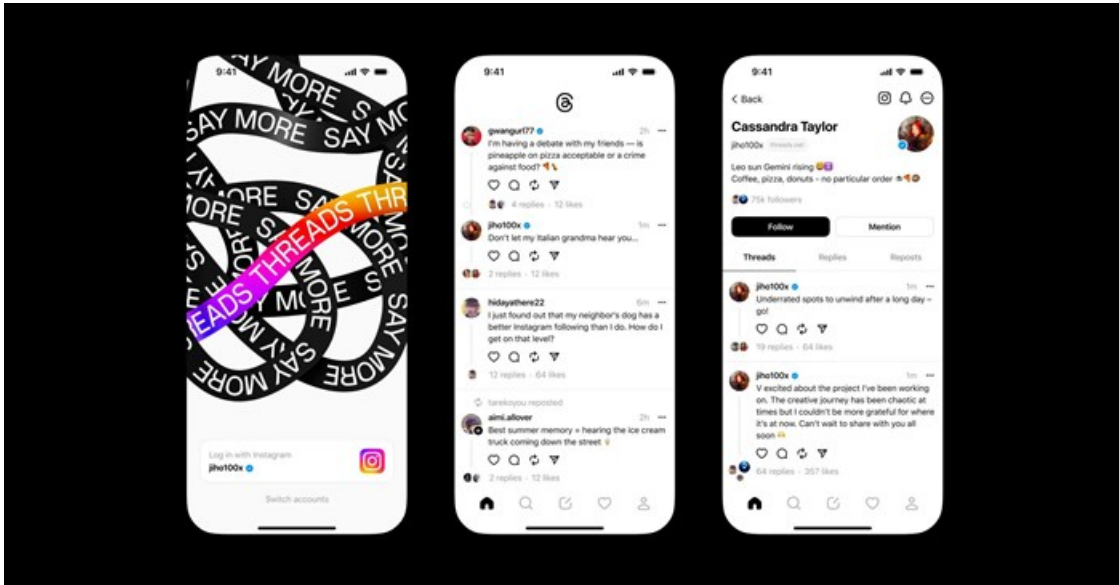 9:41
AY MORE S
SAY MORE SAY MO
MORE
THREADS THR
EADS
MORE
SAY MORE
SAY MORE
Log in with Instagram
jiho100x
Switch accounts
9:41
gwangurl77 2h
I'm having a debate with my friends — is
pineapple on pizza acceptable or a crime
against food?
4 replies · 12 likes
jiho100x 1m
Don't let my Italian grandma hear you...
2 replies · 12 likes
hidayathere22 6m
I just found out that my neighbor's dog has a
better Instagram following than I do. How do I
get on that level?
12 replies · 64 likes
tarekoyou reposted
aimi.allover 2h
Best summer memory = hearing the ice cream
truck coming down the street
2 replies · 12 likes
9:41
< Back
Cassandra Taylor
jiho100x threads.net
Leo sun Gemini rising
Coffee, pizza, donuts - no particular order
75k followers
Follow Mention
Threads Replies Reposts
jiho100x 1m
Underrated spots to unwind after a long day –
go!
19 replies · 64 likes
jiho100x 1m
V excited about the project I've been working
on. The creative journey has been chaotic at
times but I couldn't be more grateful for where
it's at now. Can't wait to share with you all
soon
64 replies · 357 likes